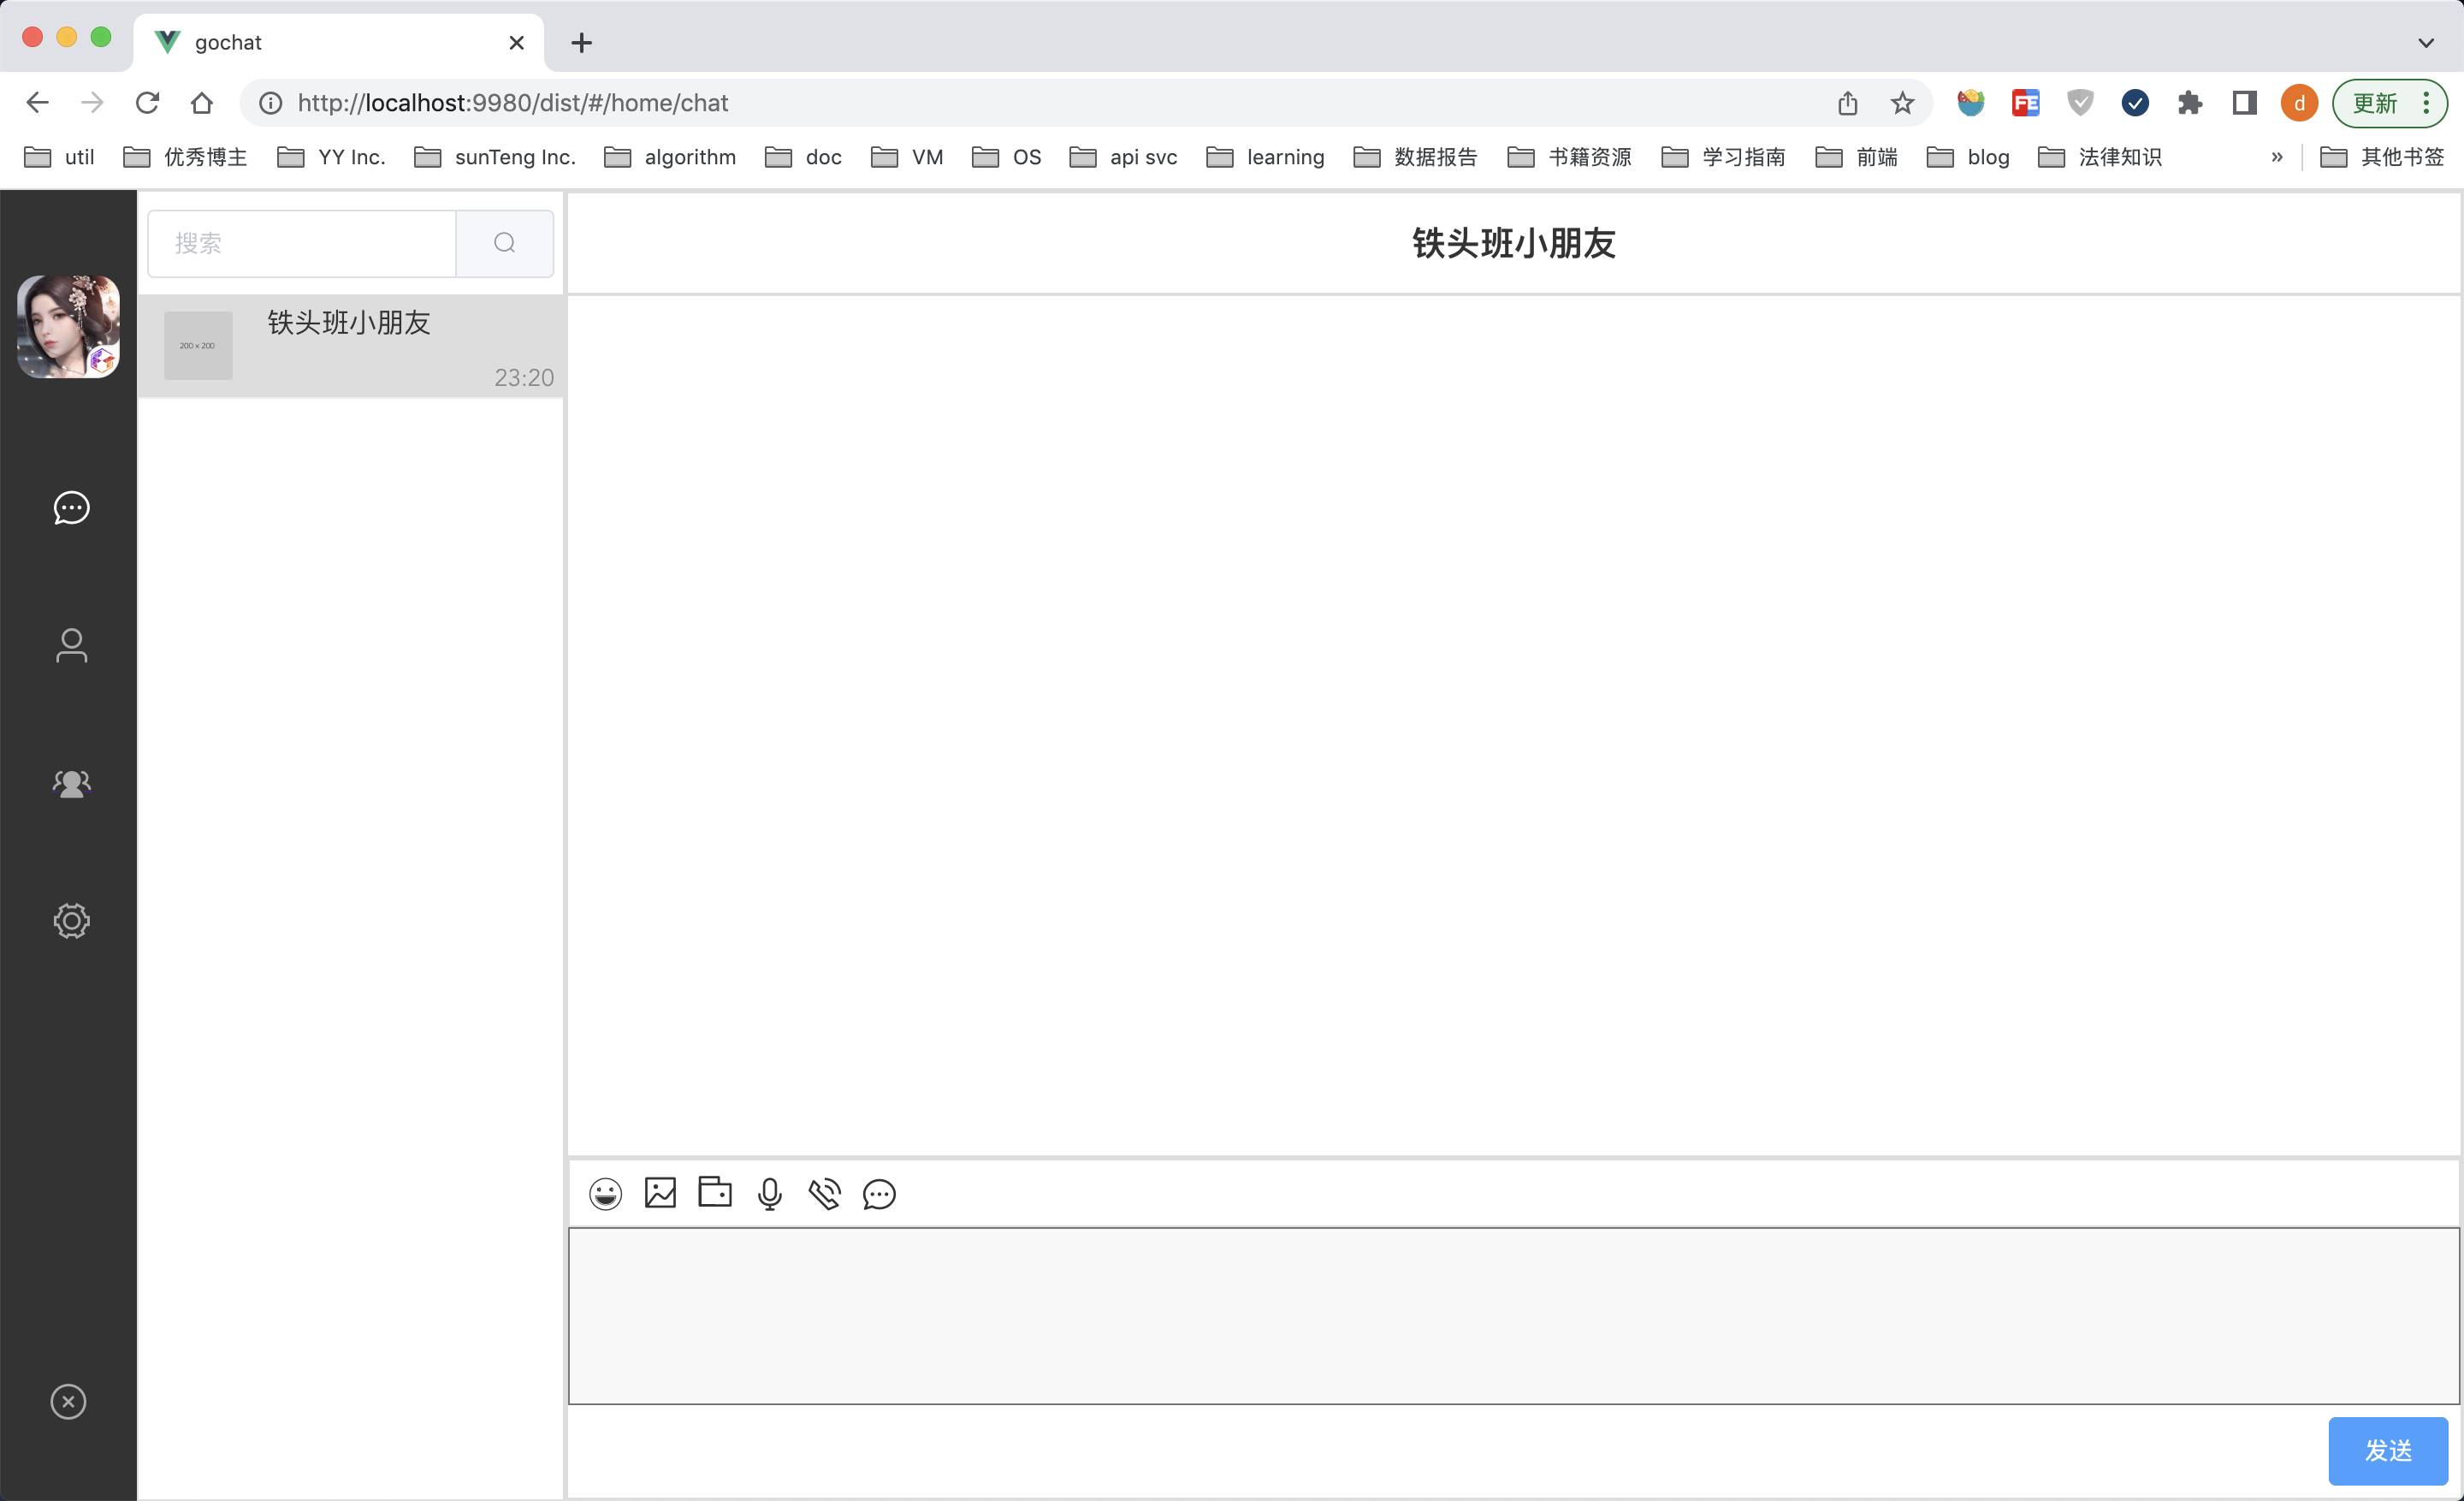 gochat
http://localhost:9980/dist/#/home/chat
FE
d
更新
util
优秀博主
YY Inc.
sunTeng Inc.
algorithm
doc
VM
OS
api svc
learning
数据报告
书籍资源
学习指南
前端
blog
法律知识
»
其他书签
搜索
铁头班小朋友
200 × 200
铁头班小朋友
23:20
发送